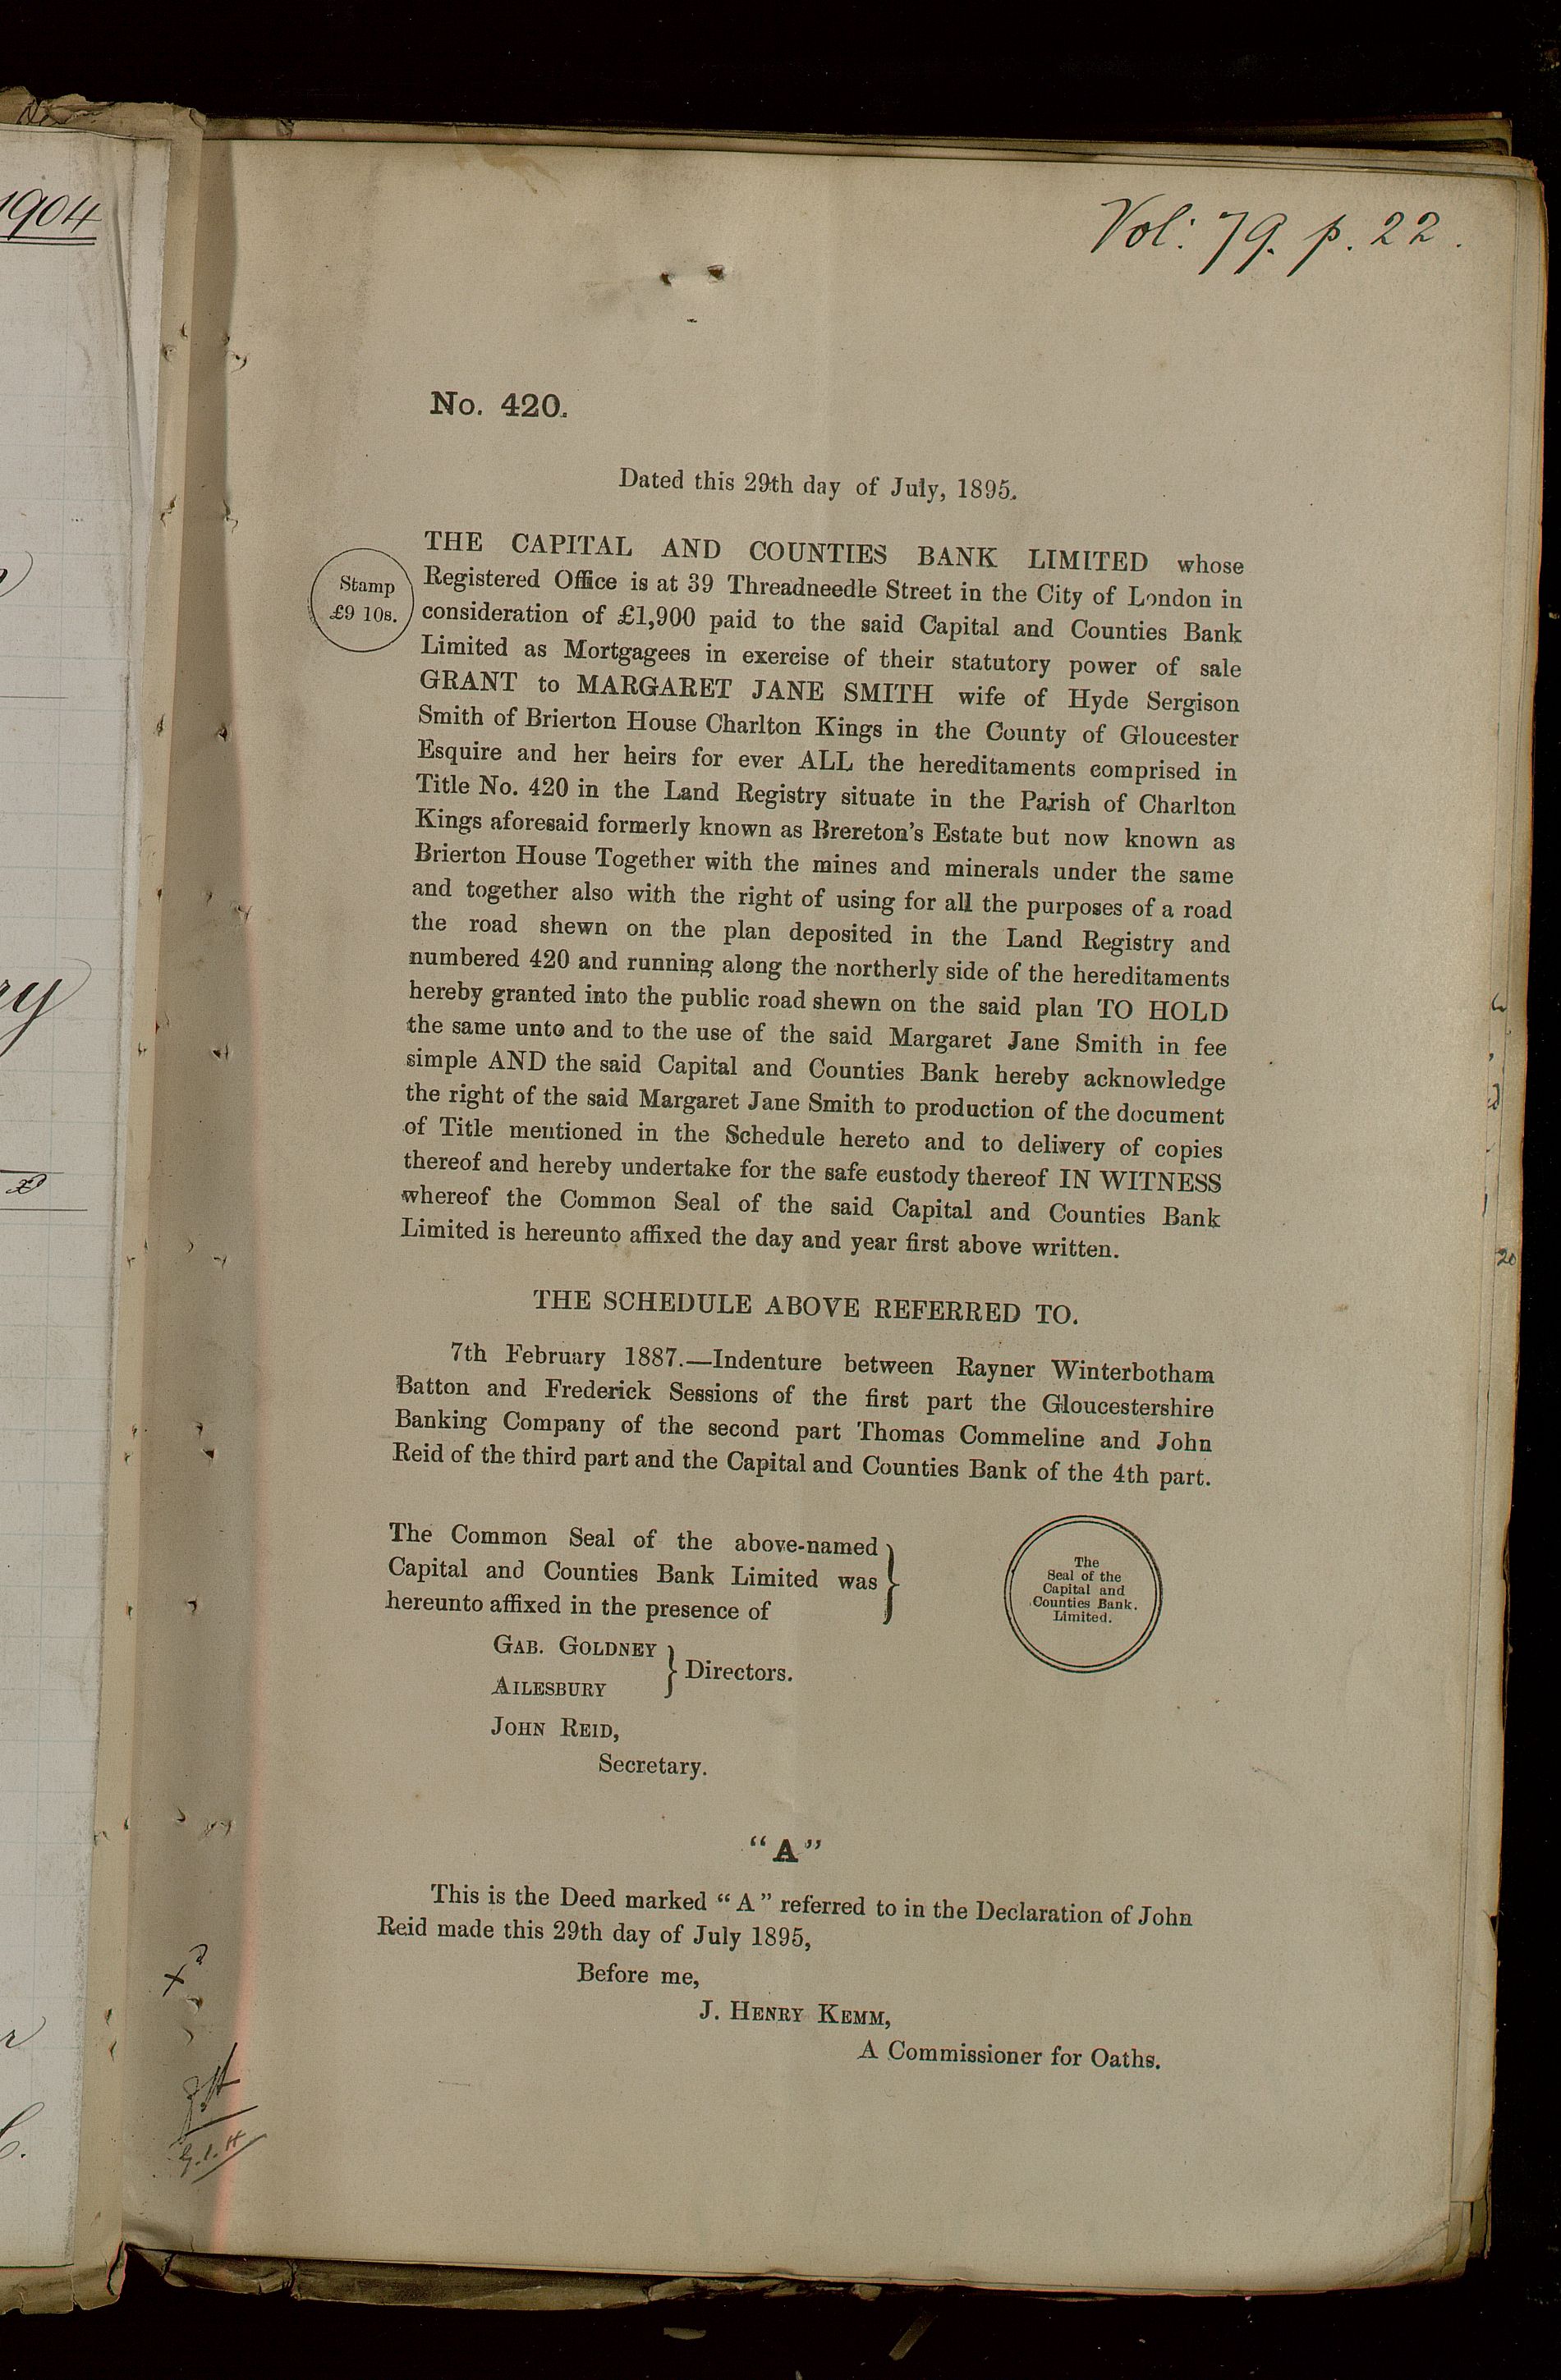 1904
Vol: 79. p. 22.
No. 420.
Dated this 29th day of July, 1895.
Stamp
£9 10s.
THE CAPITAL AND COUNTIES BANK LIMITED whose
Registered Office is at 39 Threadneedle Street in the City of London in
consideration of £1,900 paid to the said Capital and Counties Bank
Limited as Mortgagees in exercise of their statutory power of sale
GRANT to MARGARET JANE SMITH wife of Hyde Sergison
Smith of Brierton House Charlton Kings in the County of Gloucester
Esquire and her heirs for ever ALL the hereditaments comprised in
Title No. 420 in the Land Registry situate in the Parish of Charlton
Kings aforesaid formerly known as Brereton's Estate but now known as
Brierton House Together with the mines and minerals under the same
and together also with the right of using for all the purposes of a road
the road shewn on the plan deposited in the Land Registry and
numbered 420 and running along the northerly side of the hereditaments
hereby granted into the public road shewn on the said plan TO HOLD
the same unto and to the use of the said Margaret Jane Smith in fee
simple AND the said Capital and Counties Bank hereby acknowledge
the right of the said Margaret Jane Smith to production of the document
of Title mentioned in the Schedule hereto and to delivery of copies
thereof and hereby undertake for the safe custody thereof IN WITNESS
whereof the Common Seal of the said Capital and Counties Bank
Limited is hereunto affixed the day and year first above written.
THE SCHEDULE ABOVE REFERRED TO.
7th February 1887.—Indenture between Rayner Winterbotham
Batton and Frederick Sessions of the first part the Gloucestershire
Banking Company of the second part Thomas Commeline and John
Reid of the third part and the Capital and Counties Bank of the 4th part.
The Common Seal of the above-named
Capital and Counties Bank Limited was
hereunto affixed in the presence of
The
Seal of the
Capital and
Counties Bank.
Limited.
GAB. GOLDNEY
AILESBURY
Directors.
JOHN REID,
Secretary.
"A"
This is the Deed marked "A" referred to in the Declaration of John
Reid made this 29th day of July 1895,
Before me,
J. HENRY KEMM,
A Commissioner for Oaths.
20